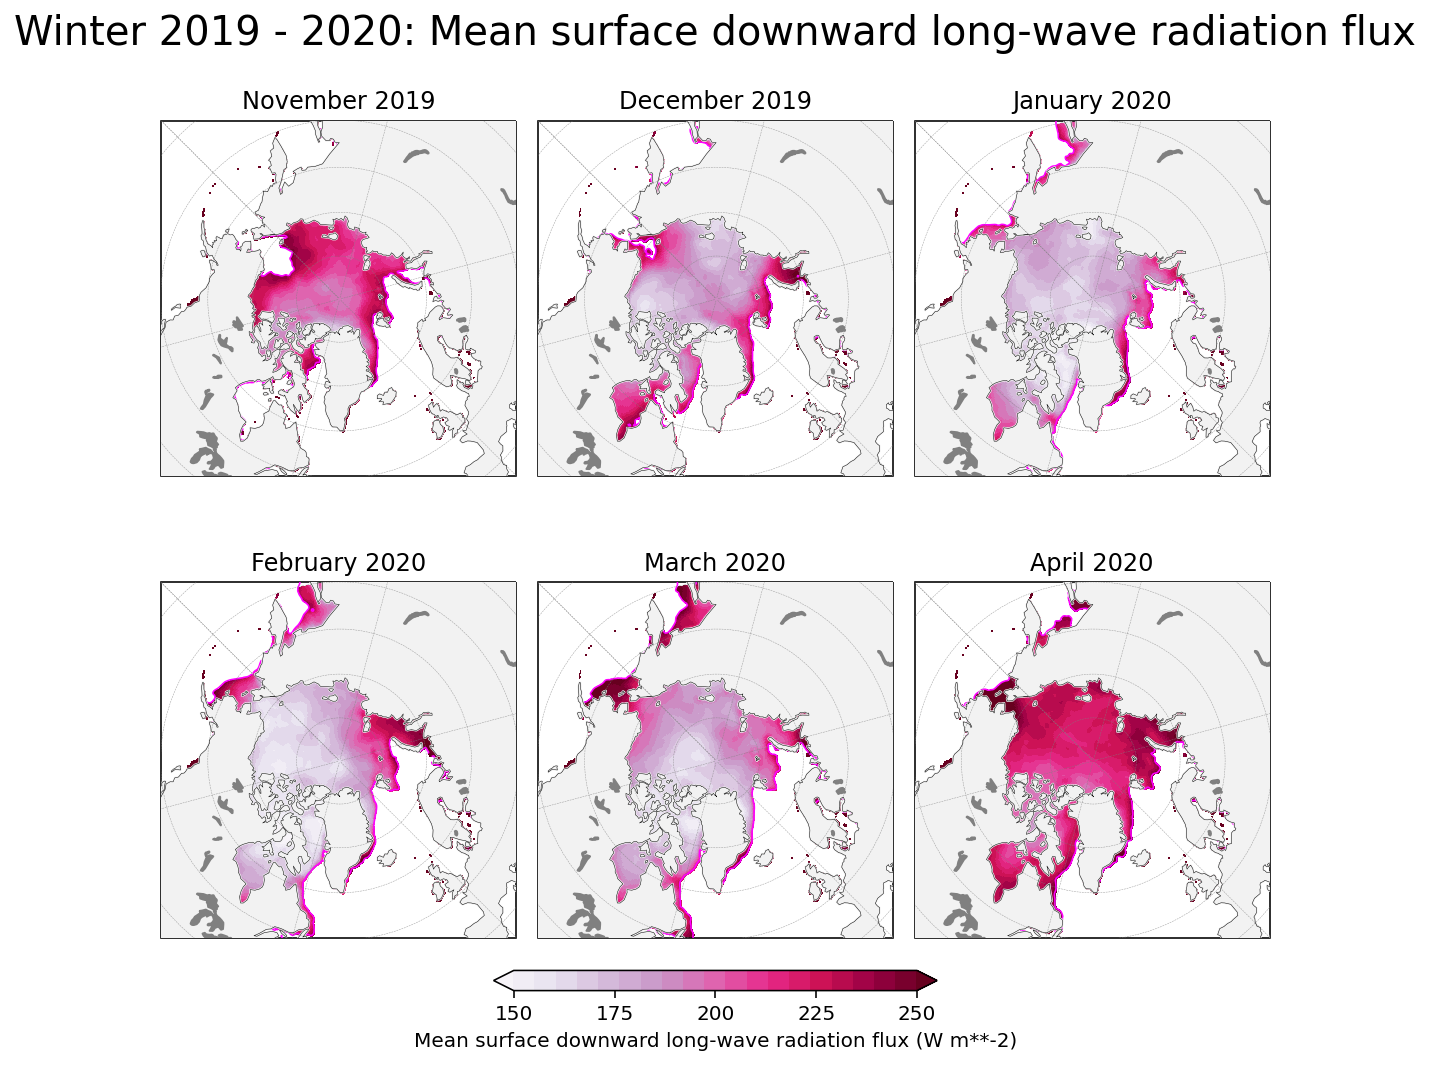 Winter 2019 - 2020: Mean surface downward long-wave radiation flux
November 2019
December 2019
January 2020
February 2020
March 2020
April 2020
150 175 200 225 250
Mean surface downward long-wave radiation flux (W m**-2)